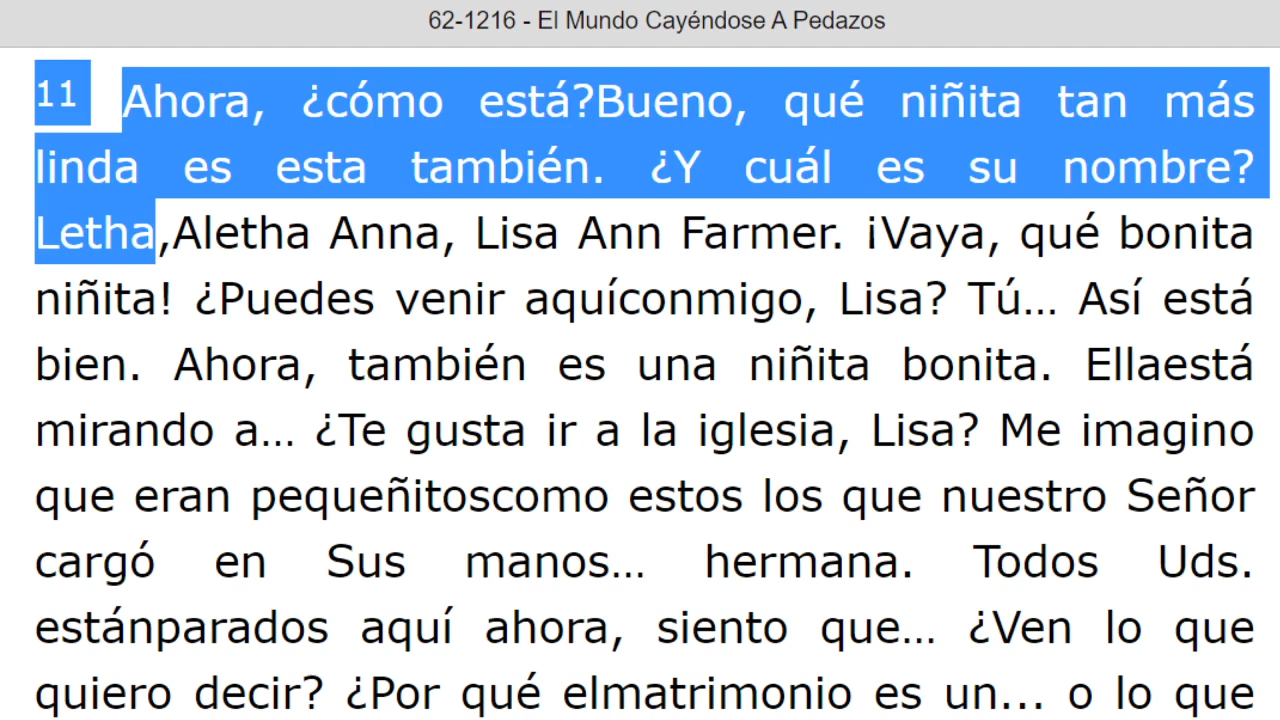 62-1216 - El Mundo Cayéndose A Pedazos
11 Ahora, ¿cómo está?Bueno, qué niñita tan más
linda es esta también. ¿Y cuál es su nombre?
Letha,Aletha Anna, Lisa Ann Farmer. ¡Vaya, qué bonita
niñita! ¿Puedes venir aquíconmigo, Lisa? Tú… Así está
bien. Ahora, también es una niñita bonita. Ellaestá
mirando a… ¿Te gusta ir a la iglesia, Lisa? Me imagino
que eran pequeñitoscomo estos los que nuestro Señor
cargó en Sus manos… hermana. Todos Uds.
estánparados aquí ahora, siento que… ¿Ven lo que
quiero decir? ¿Por qué elmatrimonio es un... o lo que